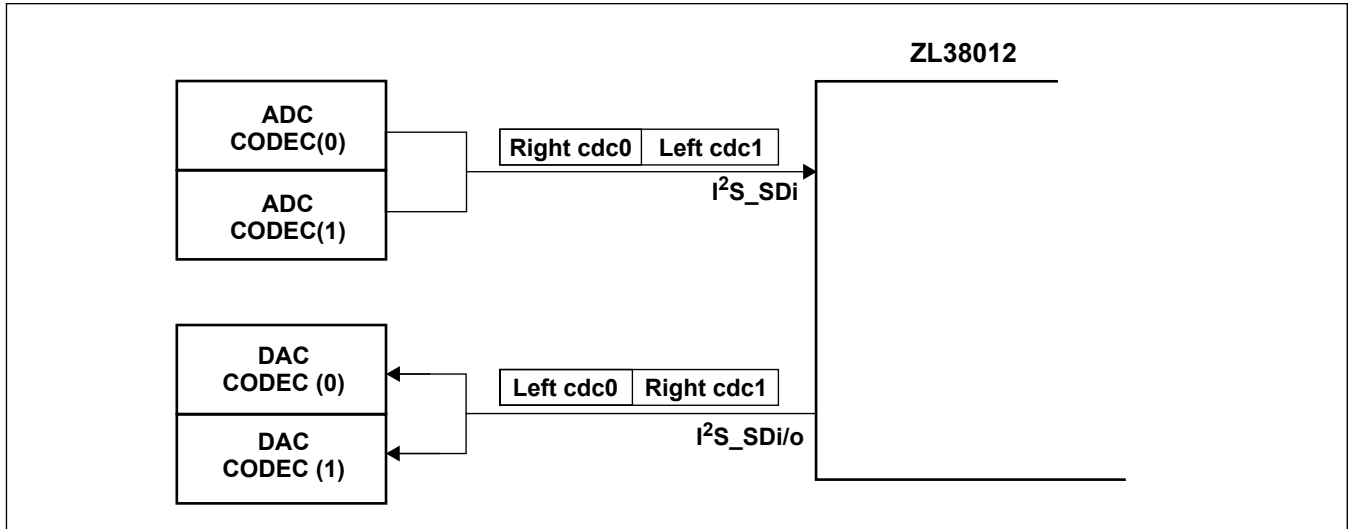 ZL38012
ADC
CODEC(0)
ADC
CODEC(1)
Right cdc0 Left cdc1
I²S_SDi
DAC
CODEC (0)
DAC
CODEC (1)
Left cdc0 Right cdc1
I²S_SDi/o